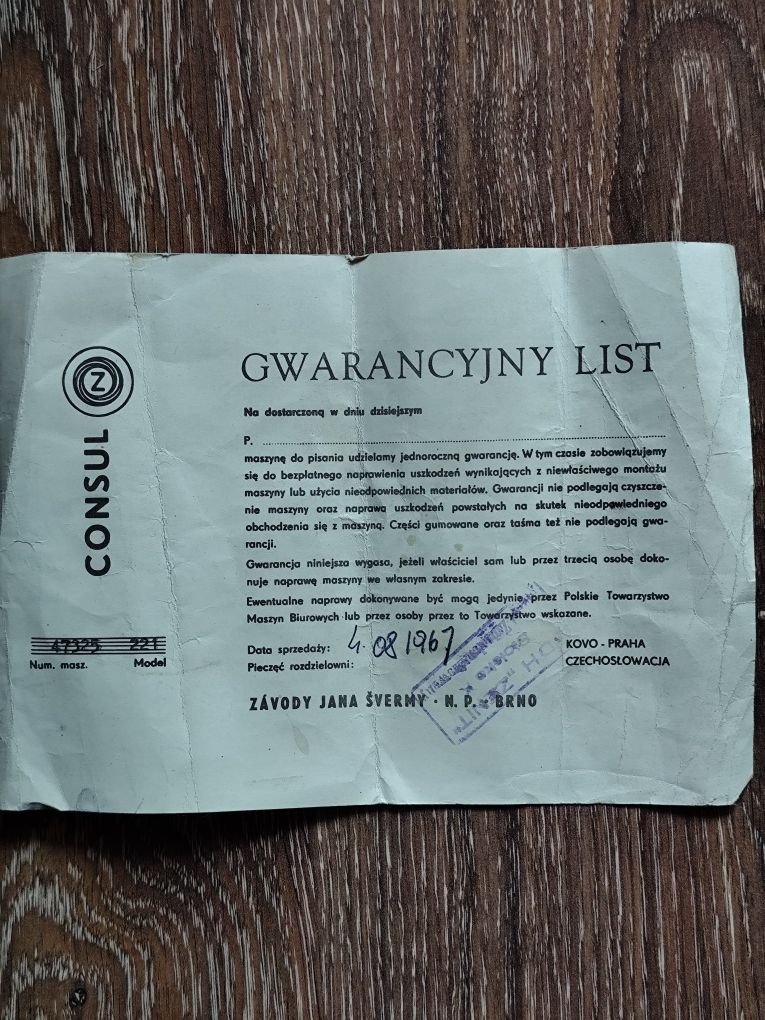 Z
CONSUL
47325 221
Num. masz. Model
GWARANCYJNY LIST
Na dostarczoną w dniu dzisiejszym
P. ........................................................................
maszynę do pisania udzielamy jednoroczną gwarancję. W tym czasie zobowiązujemy
się do bezpłatnego naprawienia uszkodzeń wynikających z niewłaściwego montażu
maszyny lub użycia nieodpowiednich materiałów. Gwarancji nie podlegają czyszcze-
nie maszyny oraz naprawa uszkodzeń powstałych na skutek nieodpowiedniego
obchodzenia się z maszyną. Części gumowane oraz taśma też nie podlegają gwa-
rancji.
Gwarancja niniejsza wygasa, jeżeli właściciel sam lub przez trzecią osobę doko-
nuje naprawę maszyny we własnym zakresie.
Ewentualne naprawy dokonywane być mogą jedynie przez Polskie Towarzystwo
Maszyn Biurowych lub przez osoby przez to Towarzystwo wskazane.
Data sprzedaży: 4. 08 1967
Pieczęć rozdzielowni:
KOVO - PRAHA
CZECHOSŁOWACJA
ZÁVODY JANA ŠVERMY · N. P. - BRNO